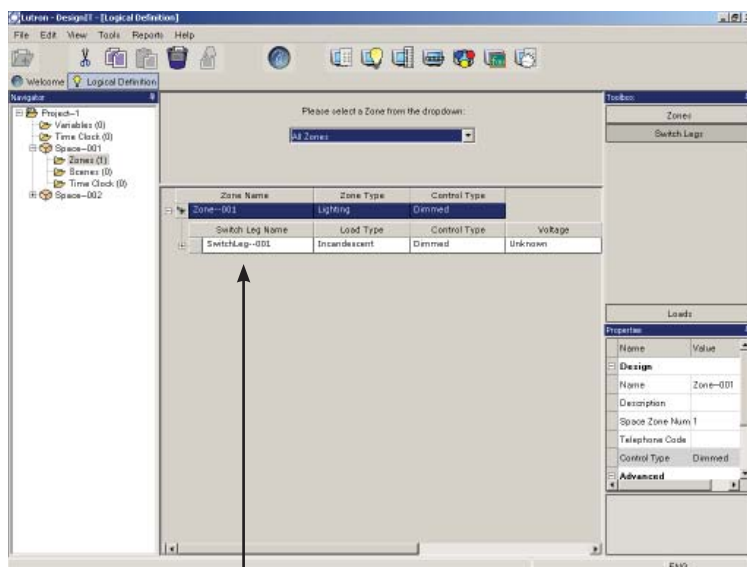 Lutron - DesignIT - [Logical Definition]
File Edit View Tools Reports Help
Welcome Logical Definition
Navigator
Project-1
Variables (0)
Time Clock (0)
Space-001
Zones (1)
Scenes (0)
Time Clock (0)
Space-002
Please select a Zone from the dropdown:
All Zones
Zone Name Zone Type Control Type
Zone--001 Lighting Dimmed
Switch Leg Name Load Type Control Type Voltage
SwitchLeg--001 Incandescent Dimmed Unknown
Toolbox
Zones
Switch Legs
Loads
Properties
Name Value
Design
Name Zone--001
Description
Space Zone Num 1
Telephone Code
Control Type Dimmed
Advanced
ENG